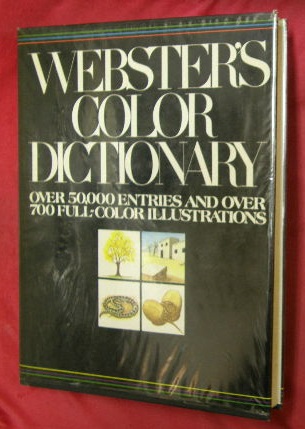 WEBSTER'S
COLOR
DICTIONARY
OVER 50,000 ENTRIES AND OVER
700 FULL-COLOR ILLUSTRATIONS